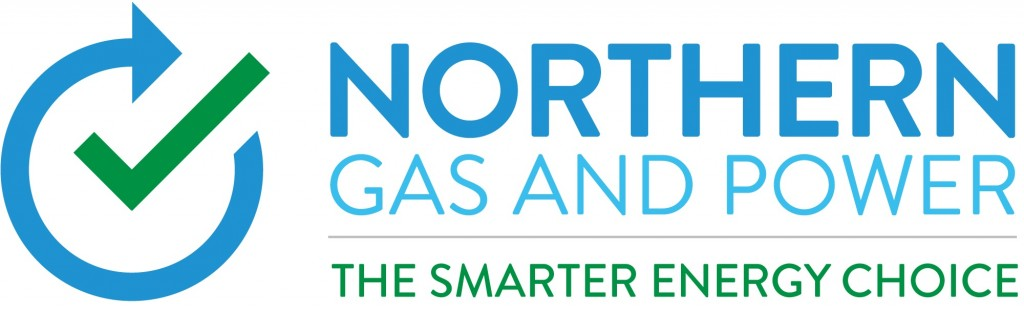 NORTHERN
GAS AND POWER
THE SMARTER ENERGY CHOICE